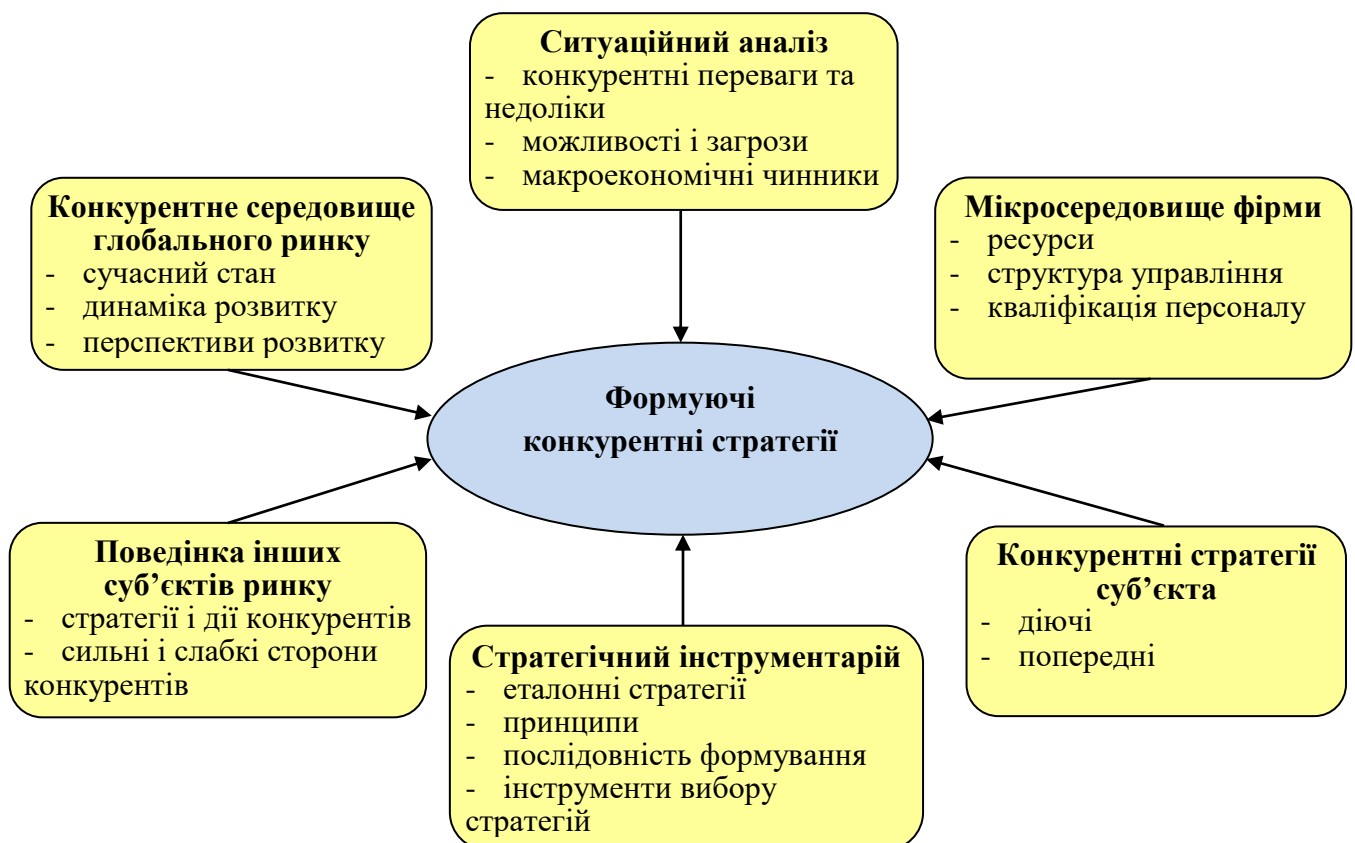 Ситуаційний аналіз
- конкурентні переваги та
недоліки
- можливості і загрози
- макроекономічні чинники
Конкурентне середовище
глобального ринку
- сучасний стан
- динаміка розвитку
- перспективи розвитку
Мікросередовище фірми
- ресурси
- структура управління
- кваліфікація персоналу
Формуючі
конкурентні стратегії
Поведінка інших
суб’єктів ринку
- стратегії і дії конкурентів
- сильні і слабкі сторони
конкурентів
Стратегічний інструментарій
- еталонні стратегії
- принципи
- послідовність формування
- інструменти вибору
стратегій
Конкурентні стратегії
суб’єкта
- діючі
- попередні